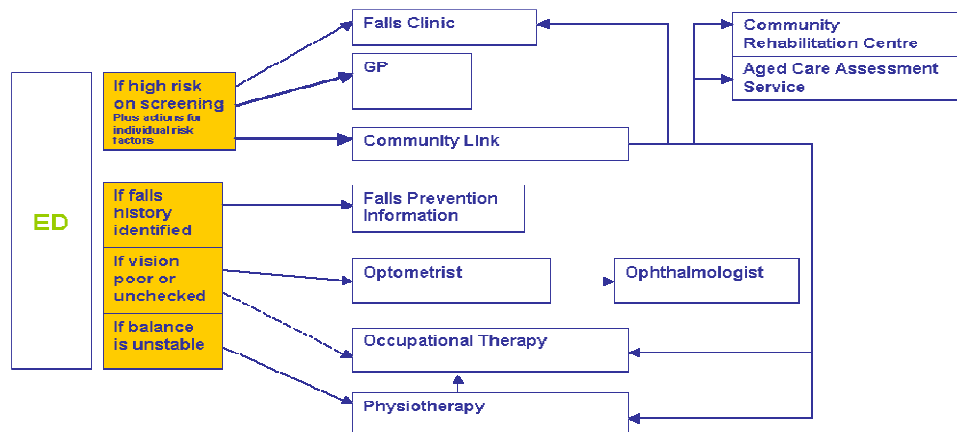 ED
If high risk
on screening
Plus actions for
individual risk
factors
If falls
history
identified
If vision
poor or
unchecked
If balance
is unstable
Falls Clinic
GP
Community Link
Falls Prevention
Information
Optometrist
Occupational Therapy
Physiotherapy
Ophthalmologist
Community
Rehabilitation Centre
Aged Care Assessment
Service